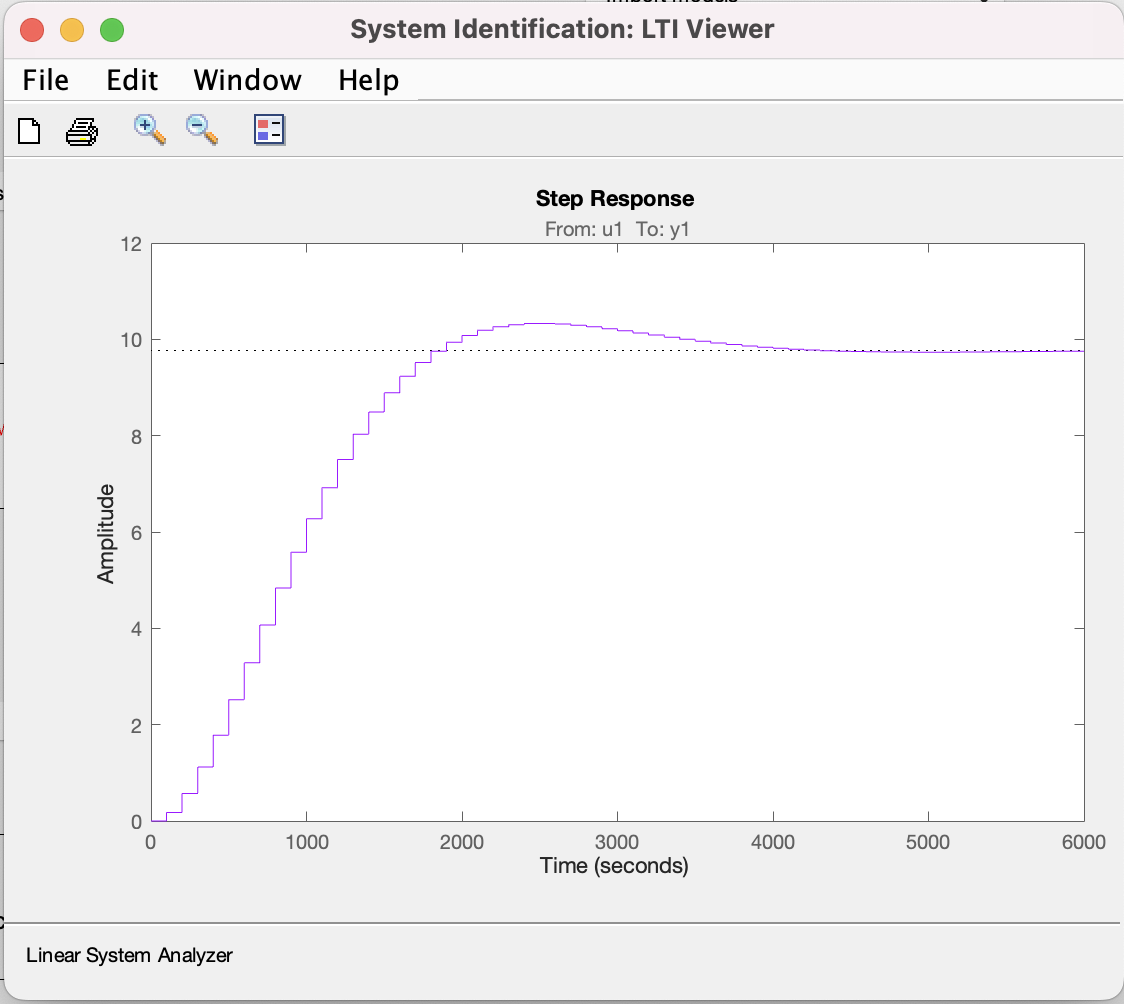 System Identification: LTI Viewer
File Edit Window Help
Step Response
From: u1 To: y1
12
10
8
6
4
2
0
Amplitude
0 1000 2000 3000 4000 5000 6000
Time (seconds)
Linear System Analyzer